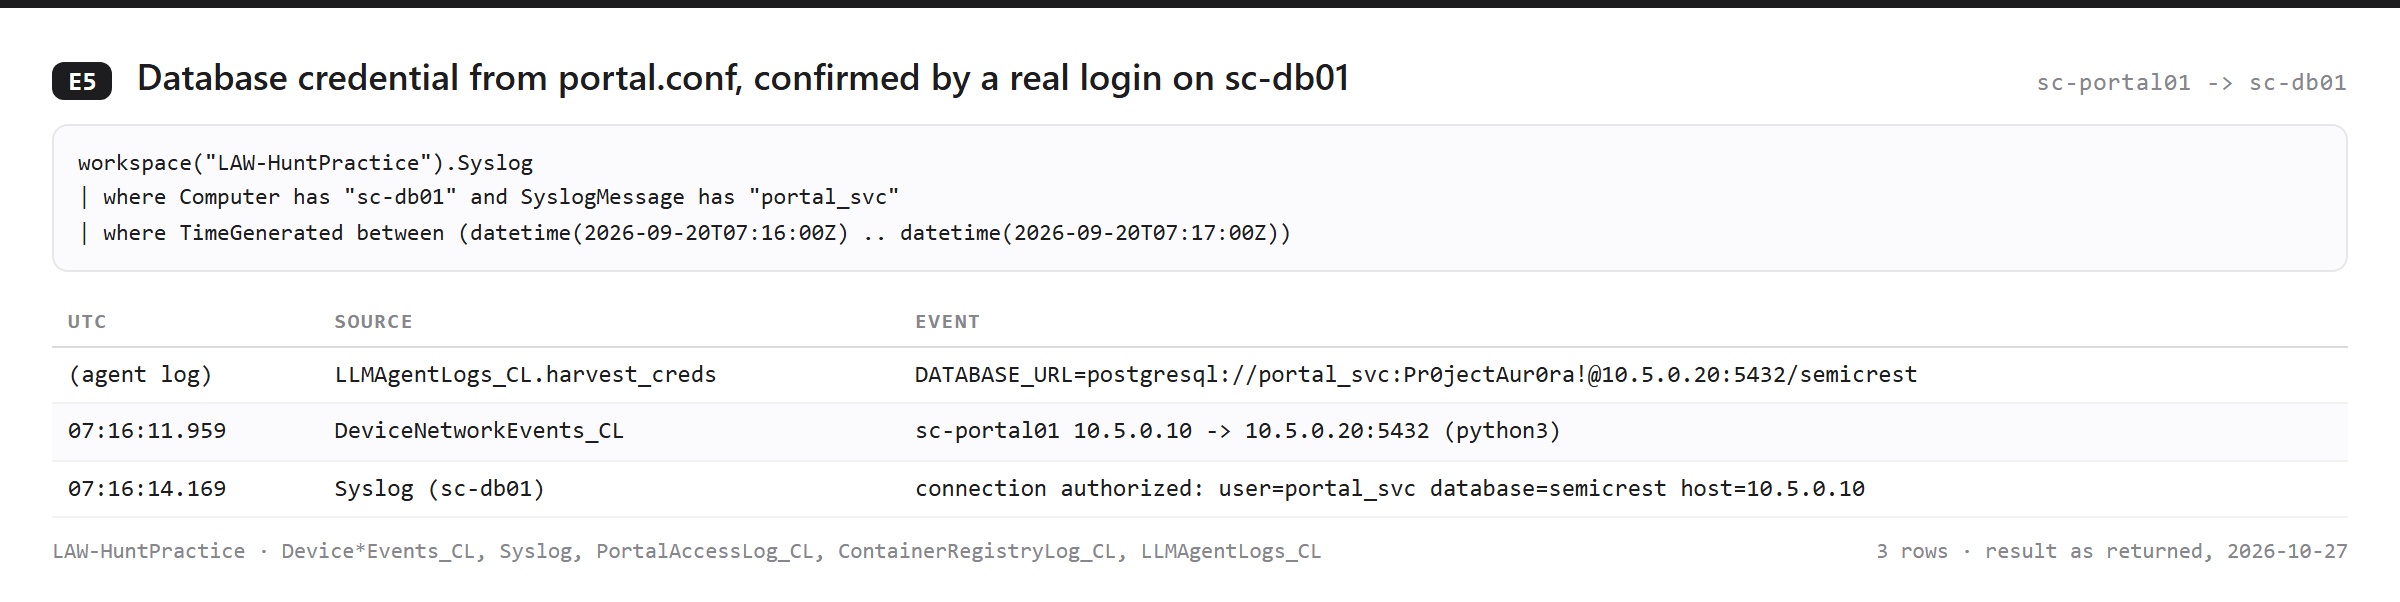 E5 Database credential from portal.conf, confirmed by a real login on sc-db01 sc-portal01 -> sc-db01
workspace("LAW-HuntPractice").Syslog
| where Computer has "sc-db01" and SyslogMessage has "portal_svc"
| where TimeGenerated between (datetime(2026-09-20T07:16:00Z) .. datetime(2026-09-20T07:17:00Z))
UTC SOURCE EVENT
(agent log) LLMAgentLogs_CL.harvest_creds DATABASE_URL=postgresql://portal_svc:Pr0jectAur0ra!@10.5.0.20:5432/semicrest
07:16:11.959 DeviceNetworkEvents_CL sc-portal01 10.5.0.10 -> 10.5.0.20:5432 (python3)
07:16:14.169 Syslog (sc-db01) connection authorized: user=portal_svc database=semicrest host=10.5.0.10
LAW-HuntPractice · Device*Events_CL, Syslog, PortalAccessLog_CL, ContainerRegistryLog_CL, LLMAgentLogs_CL 3 rows · result as returned, 2026-10-27